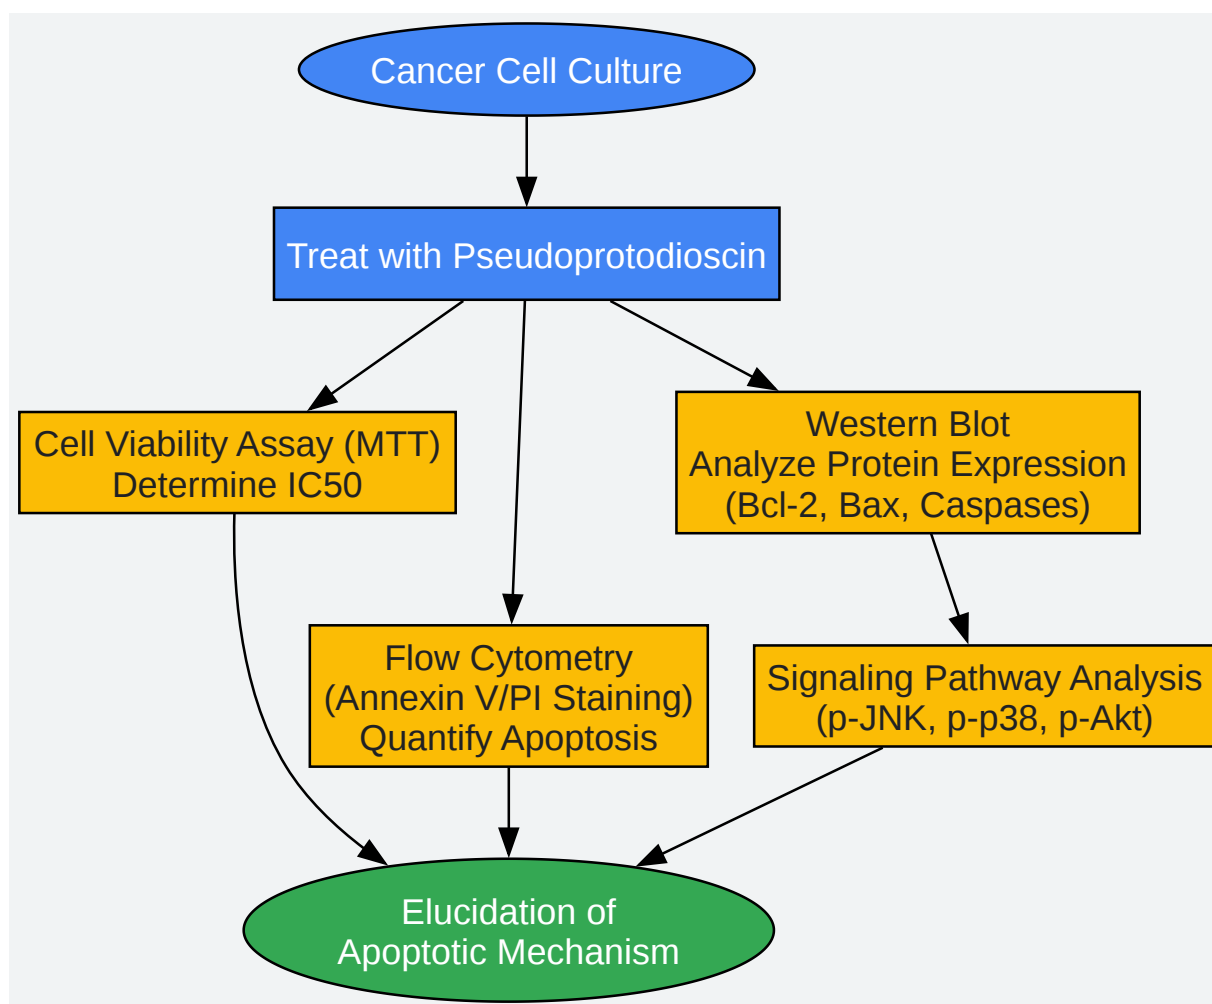 Cancer Cell Culture
Treat with Pseudoprotodioscin
Cell Viability Assay (MTT)
Determine IC50
Western Blot
Analyze Protein Expression
(Bcl-2, Bax, Caspases)
Flow Cytometry
(Annexin V/PI Staining)
Quantify Apoptosis
Signaling Pathway Analysis
(p-JNK, p-p38, p-Akt)
Elucidation of
Apoptotic Mechanism